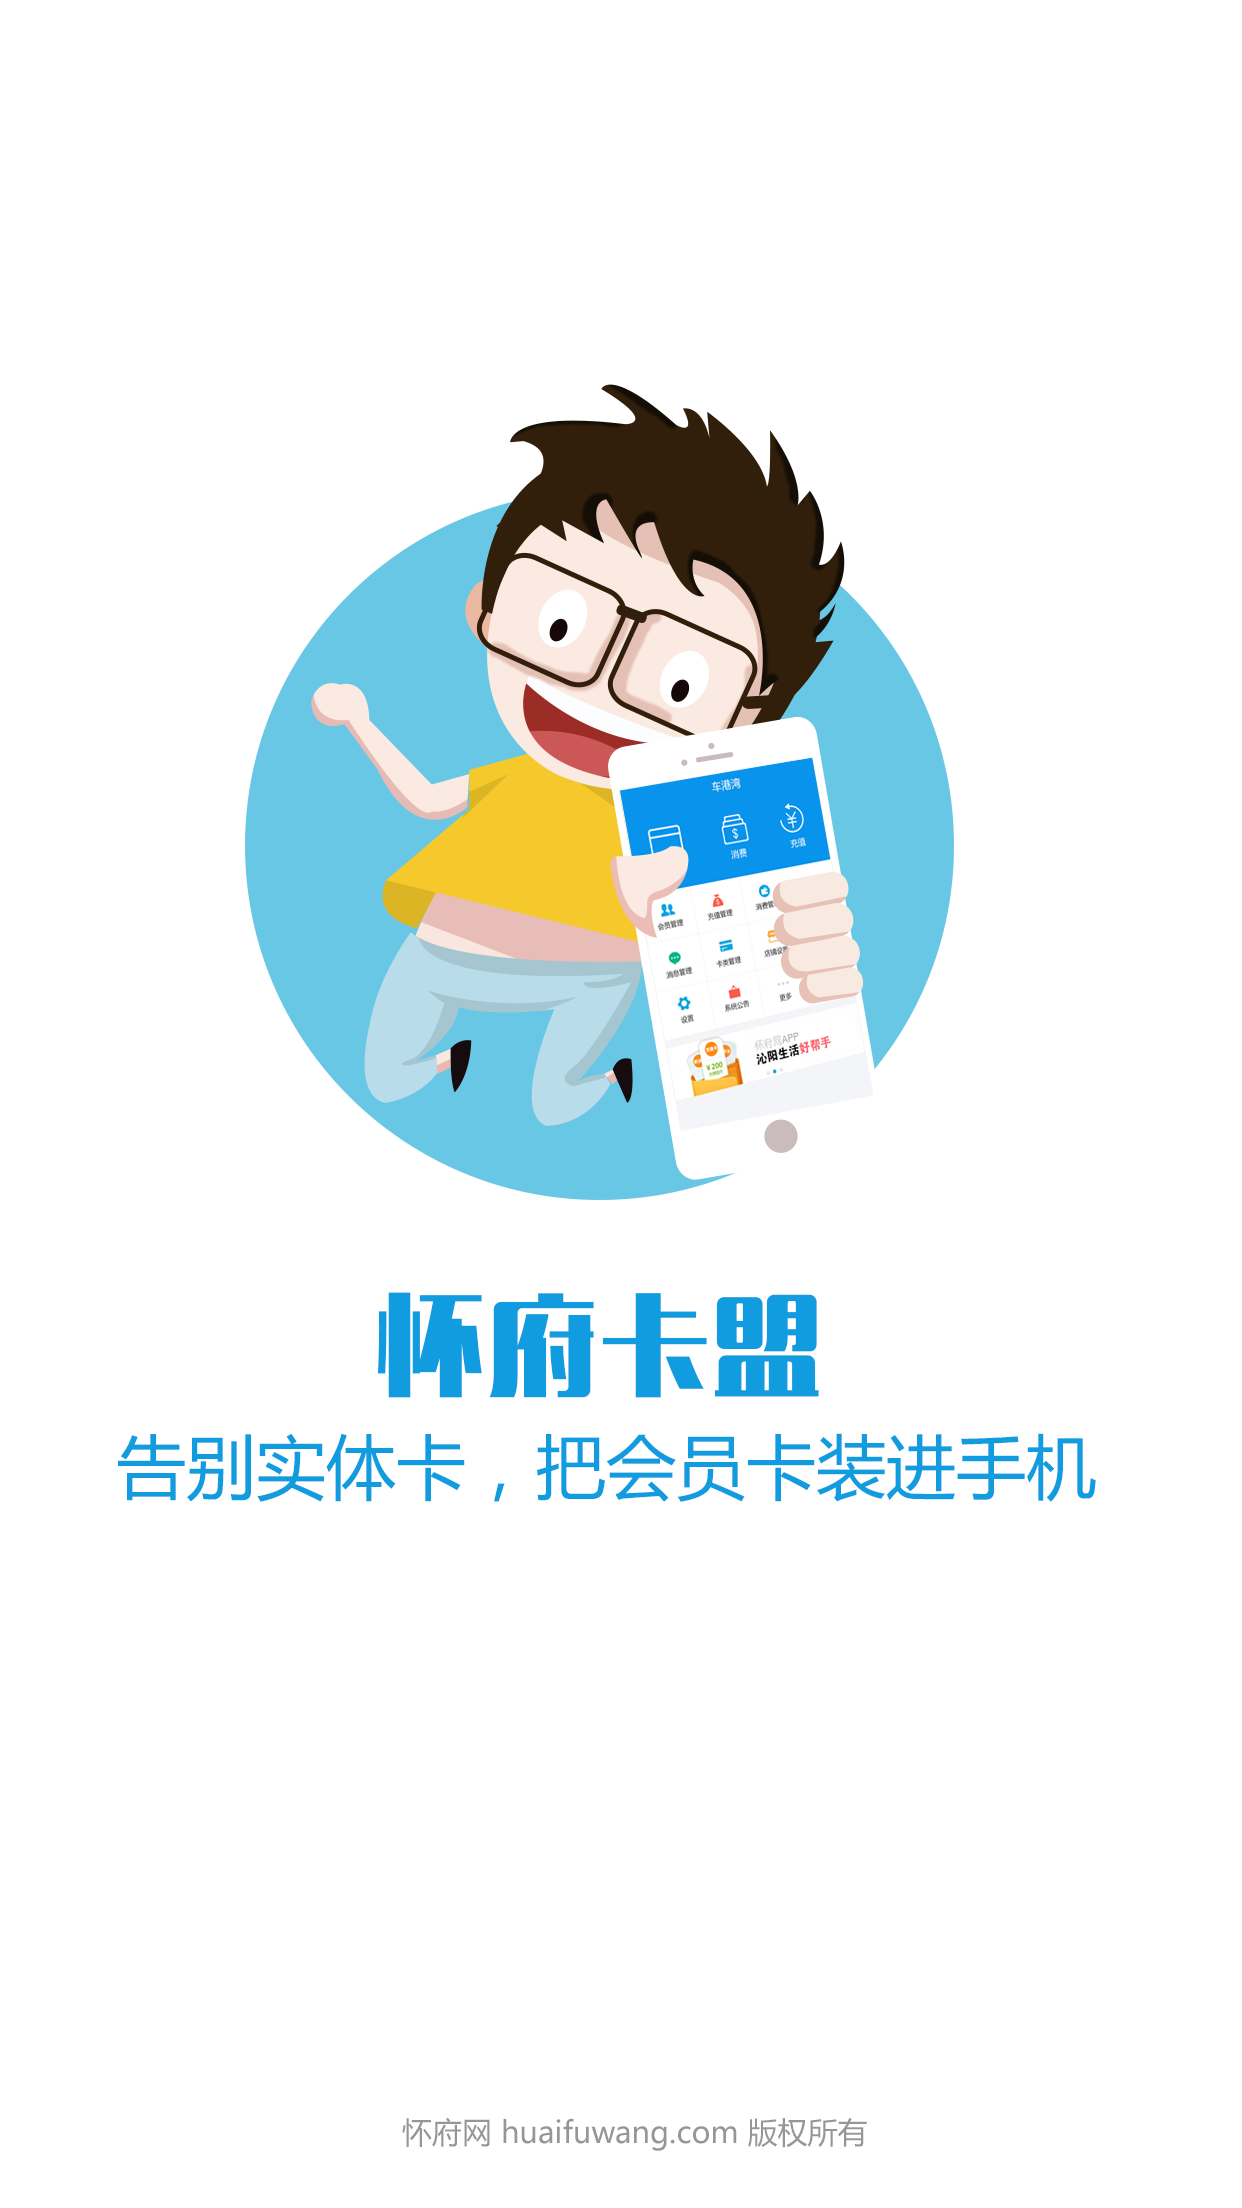 车港湾
消费
充值
会员管理
充值管理
消费管
消息管理
卡类管理
店铺设置
设置
系统公告
更多
怀府网APP
沁阳生活好帮手
¥200
怀府卡盟
告别实体卡，把会员卡装进手机
怀府网 huaifuwang.com 版权所有